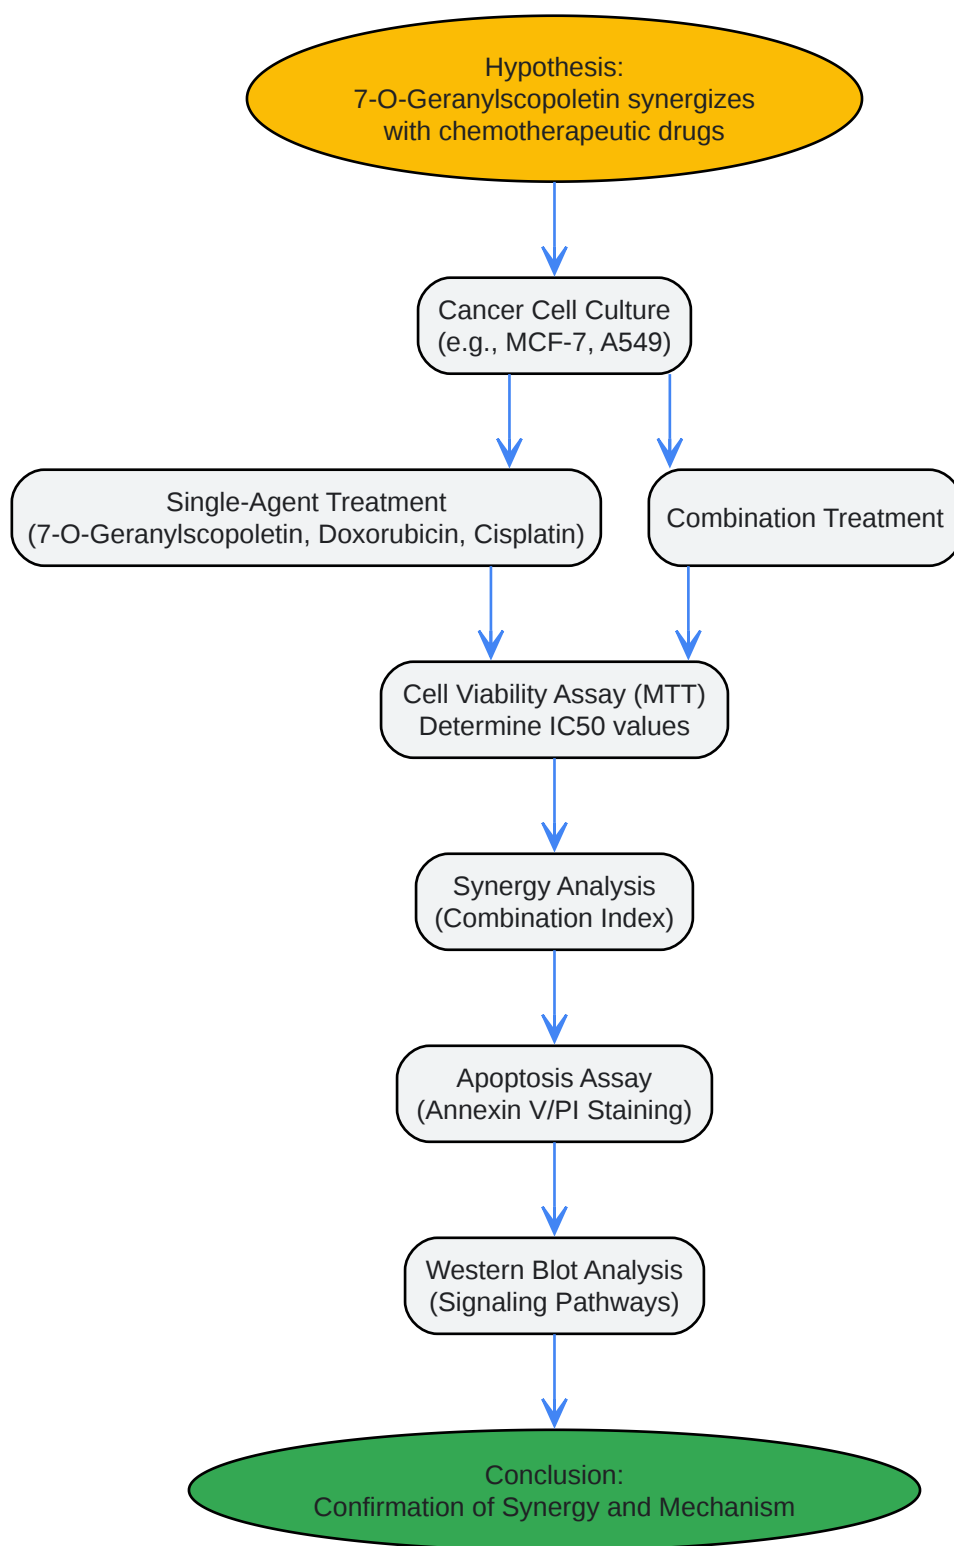 Hypothesis:
7-O-Geranylscopoletin synergizes
with chemotherapeutic drugs
Cancer Cell Culture
(e.g., MCF-7, A549)
Single-Agent Treatment
(7-O-Geranylscopoletin, Doxorubicin, Cisplatin)
Combination Treatment
Cell Viability Assay (MTT)
Determine IC50 values
Synergy Analysis
(Combination Index)
Apoptosis Assay
(Annexin V/PI Staining)
Western Blot Analysis
(Signaling Pathways)
Conclusion:
Confirmation of Synergy and Mechanism